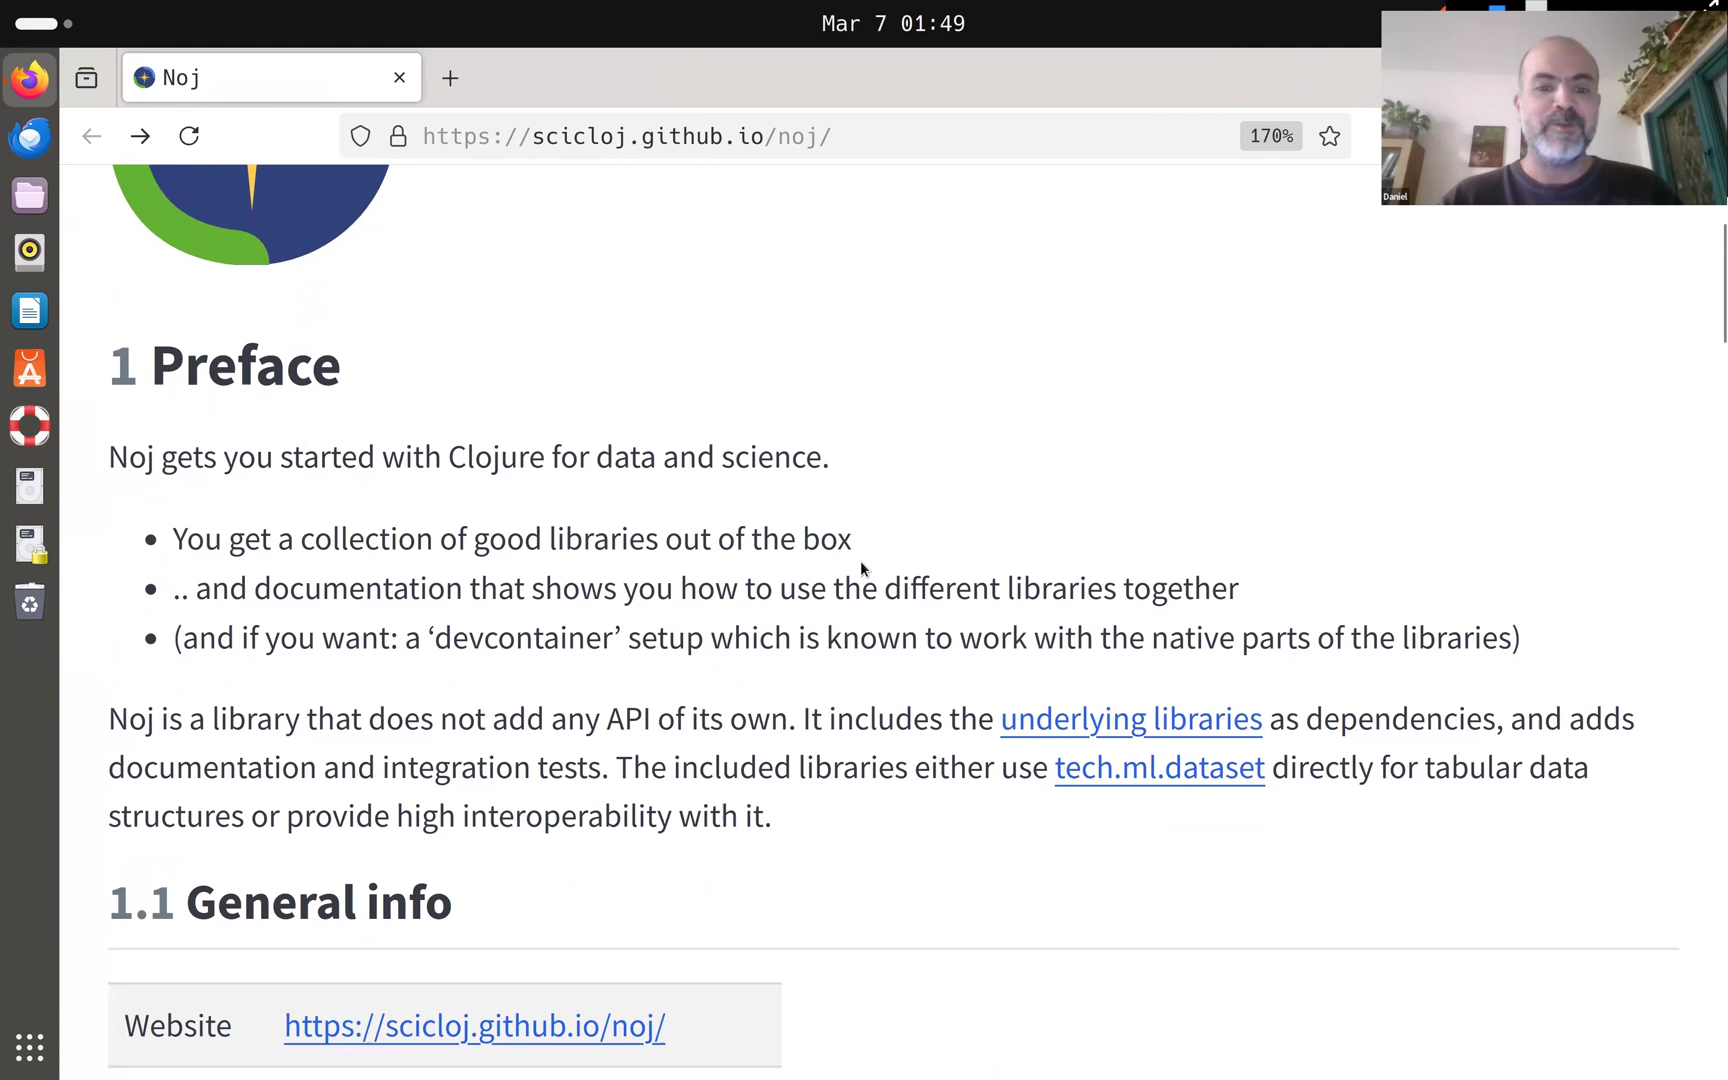 Mar 7 01:49
Noj
https://scicloj.github.io/noj/
170%
Daniel
1 Preface
Noj gets you started with Clojure for data and science.
• You get a collection of good libraries out of the box
• .. and documentation that shows you how to use the different libraries together
• (and if you want: a ‘devcontainer’ setup which is known to work with the native parts of the libraries)
Noj is a library that does not add any API of its own. It includes the underlying libraries as dependencies, and adds
documentation and integration tests. The included libraries either use tech.ml.dataset directly for tabular data
structures or provide high interoperability with it.
1.1 General info
Website https://scicloj.github.io/noj/